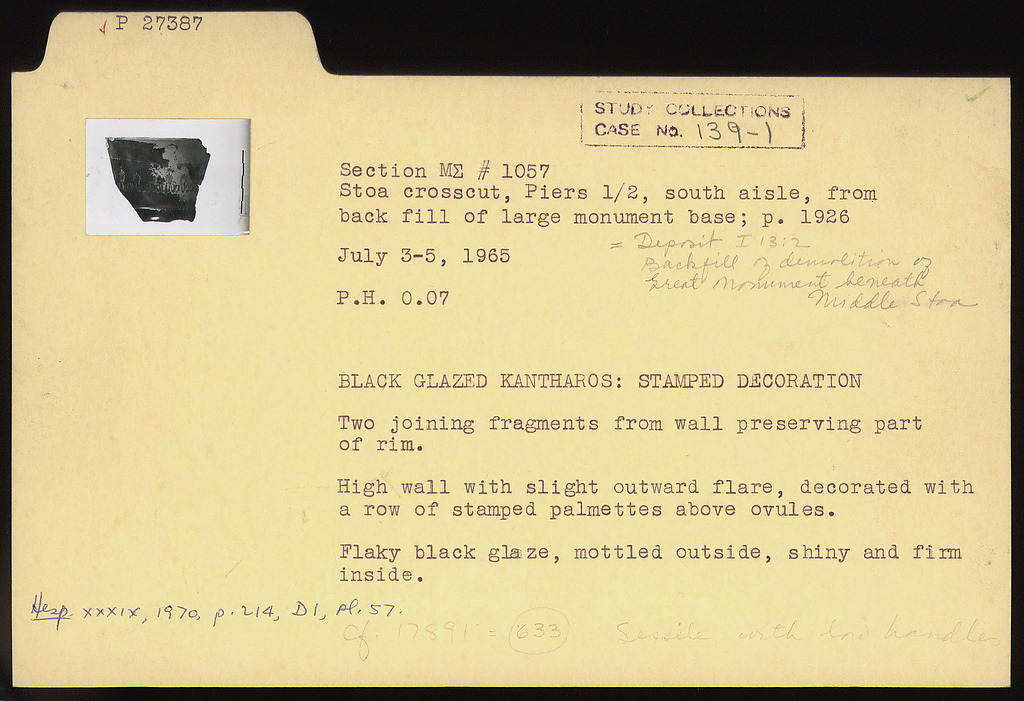 ✓ P 27387
STUDY COLLECTIONS
CASE No. 139-1
Section ΜΣ # 1057
Stoa crosscut, Piers 1/2, south aisle, from
back fill of large monument base; p. 1926
= Deposit I 13:2
Backfill of demolition of
Great Monument beneath
Middle Stoa
July 3-5, 1965
P.H. 0.07
BLACK GLAZED KANTHAROS: STAMPED DECORATION
Two joining fragments from wall preserving part
of rim.
High wall with slight outward flare, decorated with
a row of stamped palmettes above ovules.
Flaky black glaze, mottled outside, shiny and firm
inside.
Hesp XXXIX, 1970, p. 214, D1, pl. 57.
Cf. 17891 = 633 Sessile with low handles